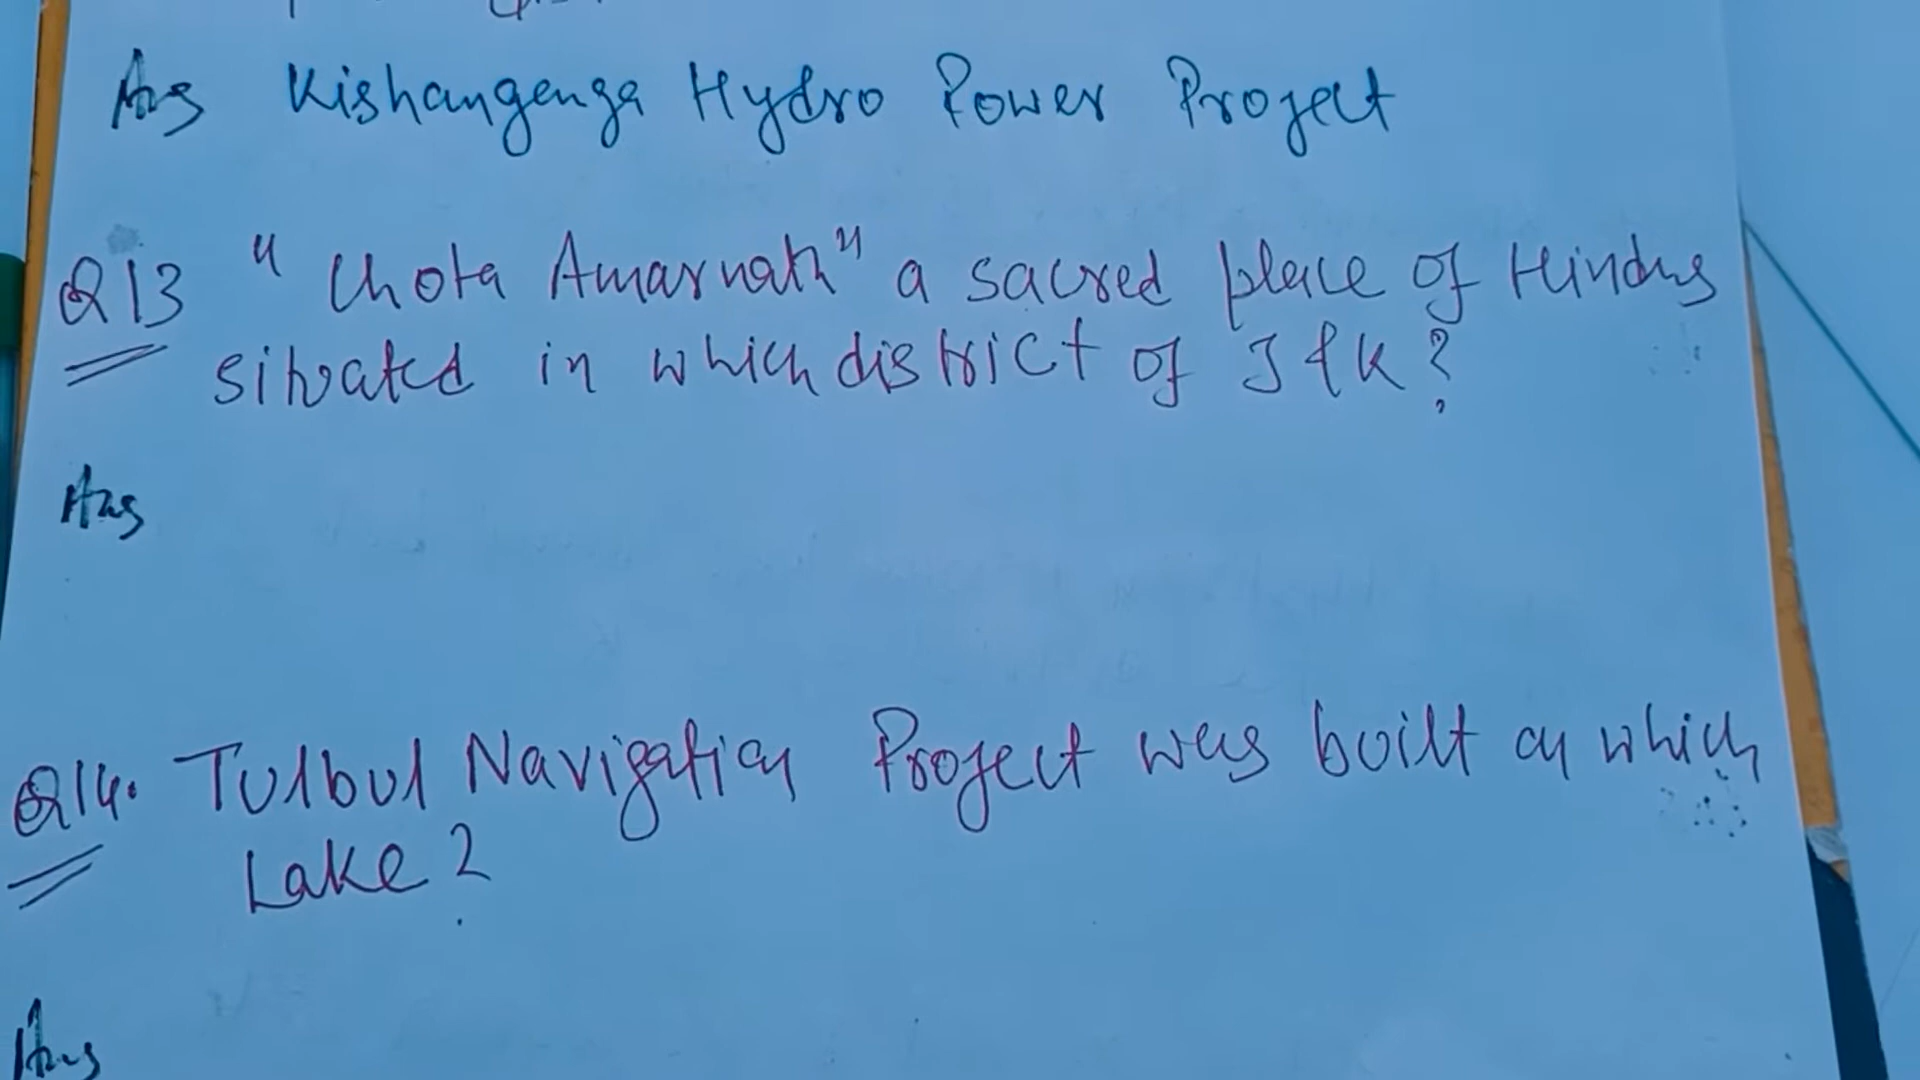 Ans Kishangenga Hydro Power Project
Q13 "Chota Amarnath" a sacred place of Hindus
situated in which district of J&K?
Ans
Q14. Tulbul Navigation Project was built on which
Lake?
Ans